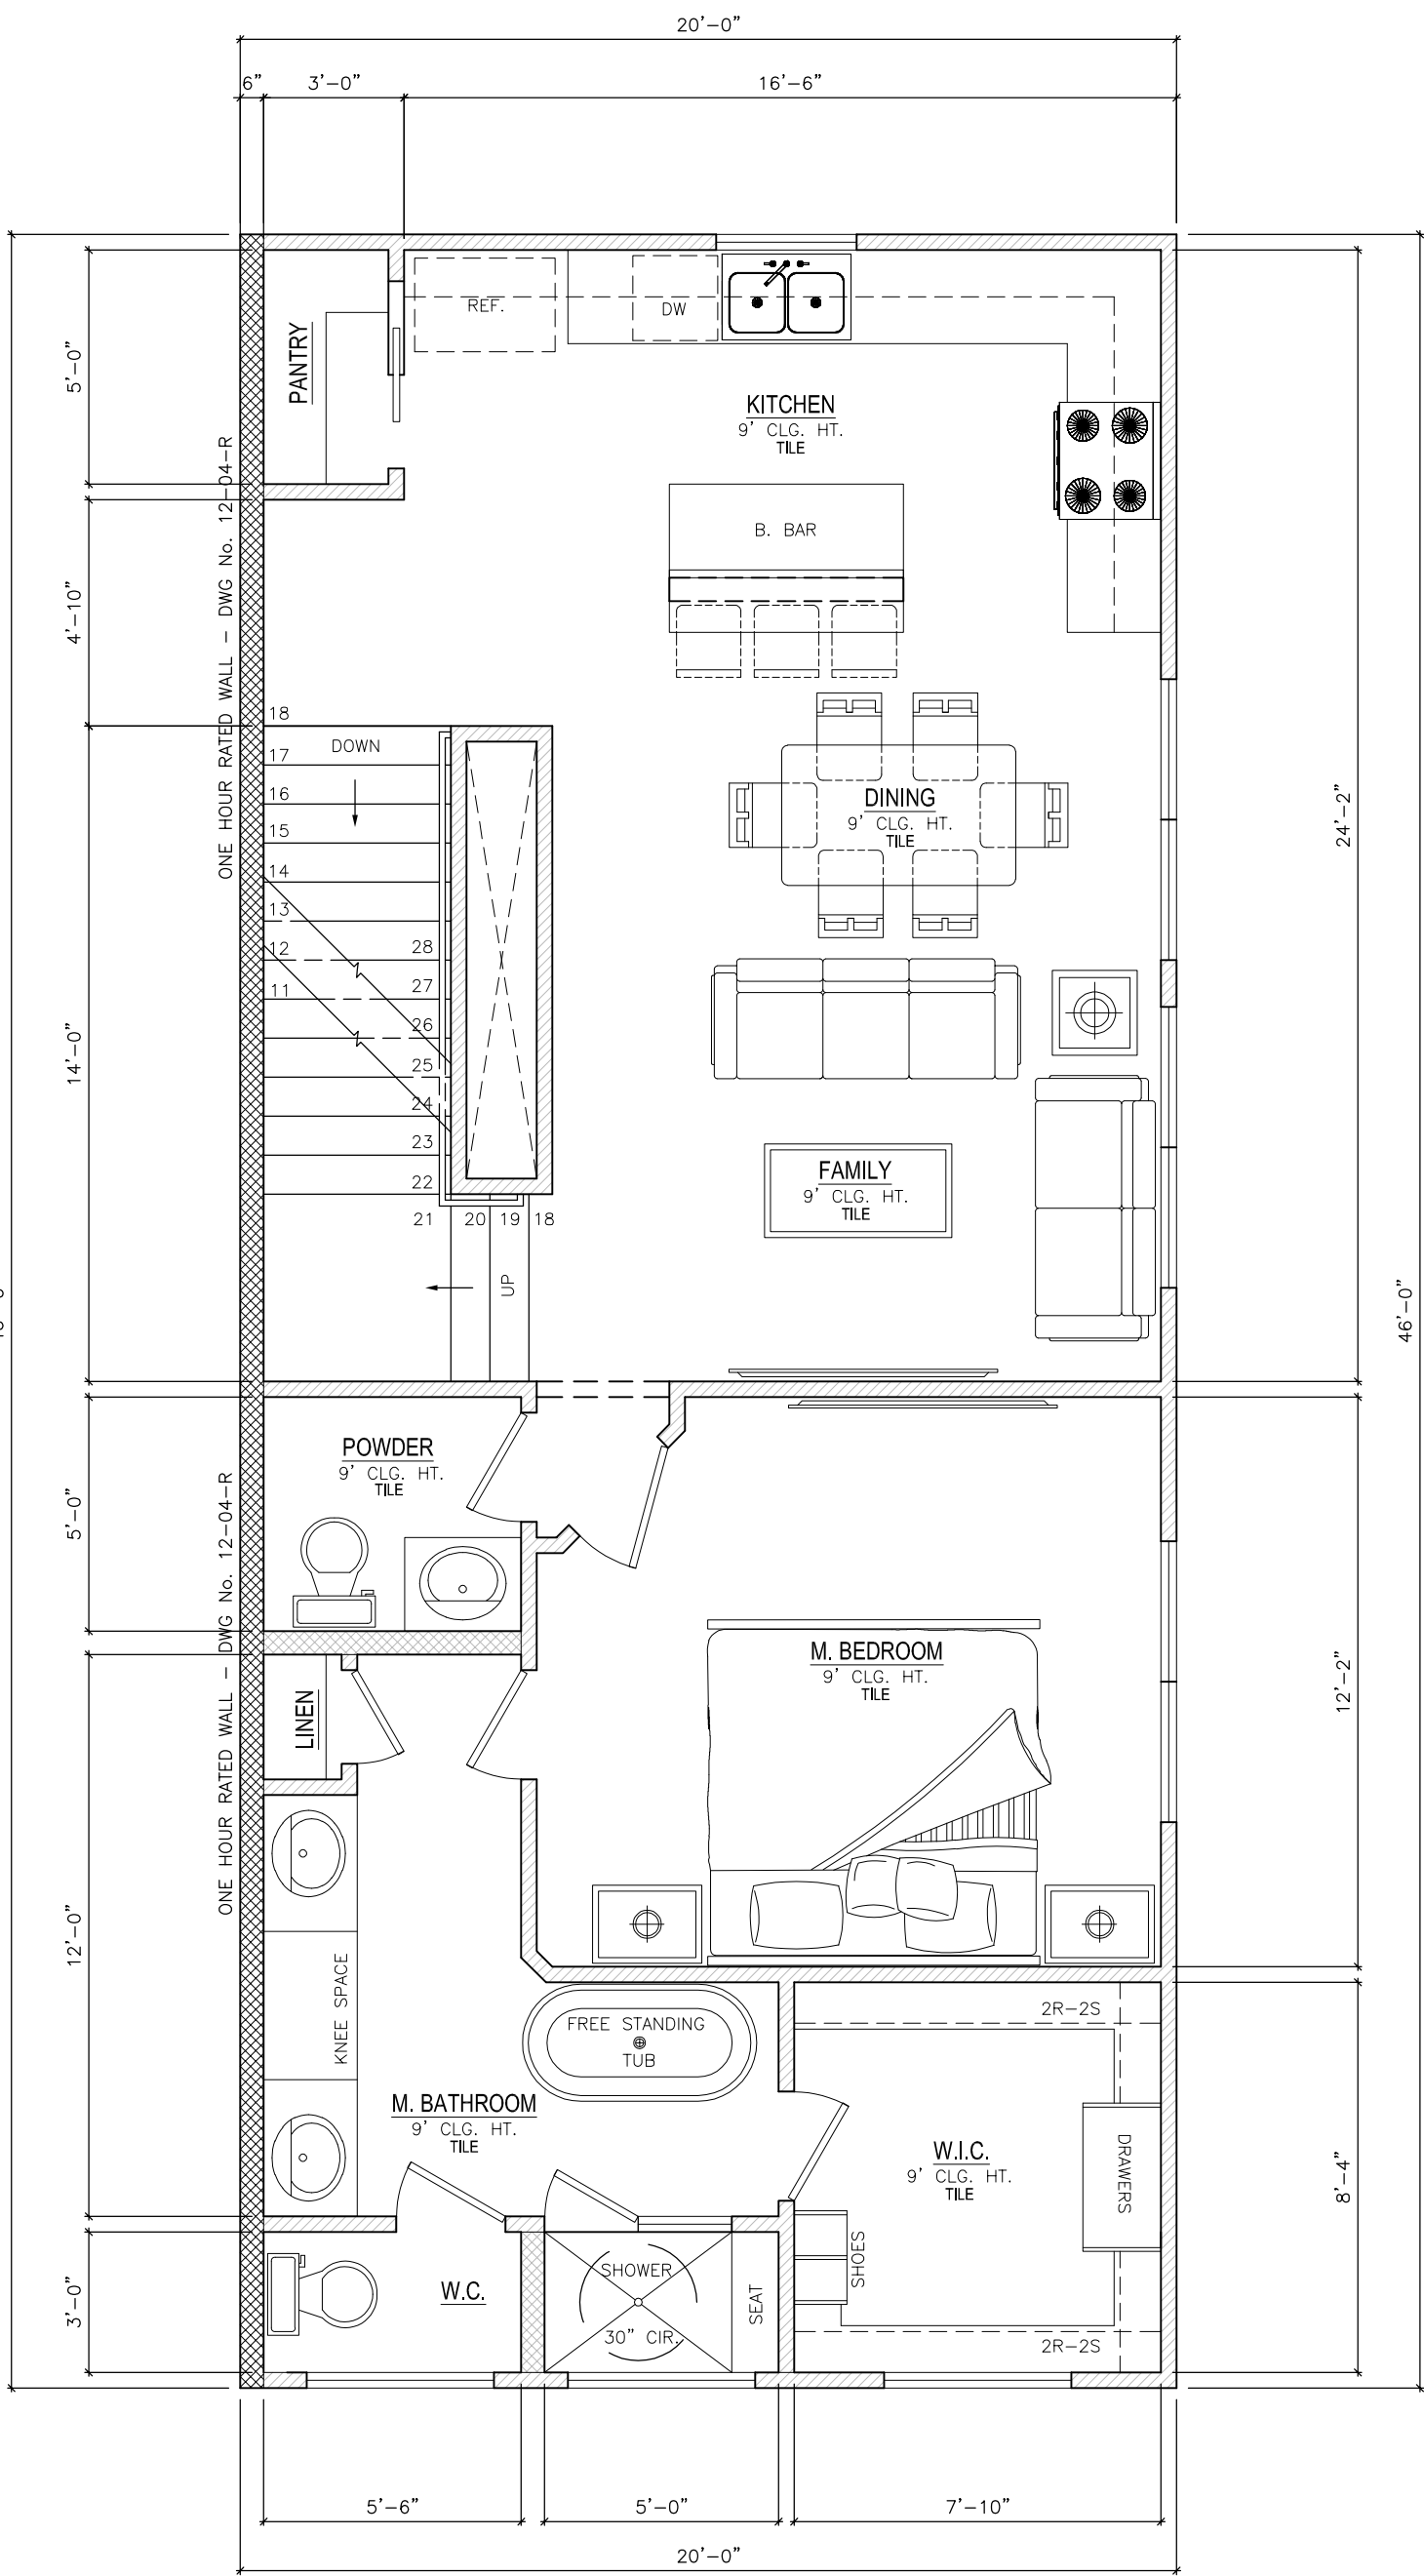 20'-0"
6"
3'-0"
16'-6"
PANTRY
REF.
DW
5'-0"
KITCHEN
9' CLG. HT.
TILE
ONE HOUR RATED WALL - DWG No. 12-04-R
B. BAR
4'-10"
18
DOWN
17
16
15
14
13
12
11
28
27
26
25
24
23
22
21
20
19
18
UP
14'-0"
DINING
9' CLG. HT.
TILE
24'-2"
FAMILY
9' CLG. HT.
TILE
46'-0"
POWDER
9' CLG. HT.
TILE
5'-0"
ONE HOUR RATED WALL - DWG No. 12-04-R
LINEN
M. BEDROOM
9' CLG. HT.
TILE
12'-2"
12'-0"
KNEE SPACE
FREE STANDING
TUB
2R-2S
M. BATHROOM
9' CLG. HT.
TILE
W.I.C.
9' CLG. HT.
TILE
DRAWERS
8'-4"
SHOES
3'-0"
W.C.
SHOWER
30" CIR.
SEAT
2R-2S
5'-6"
5'-0"
7'-10"
20'-0"